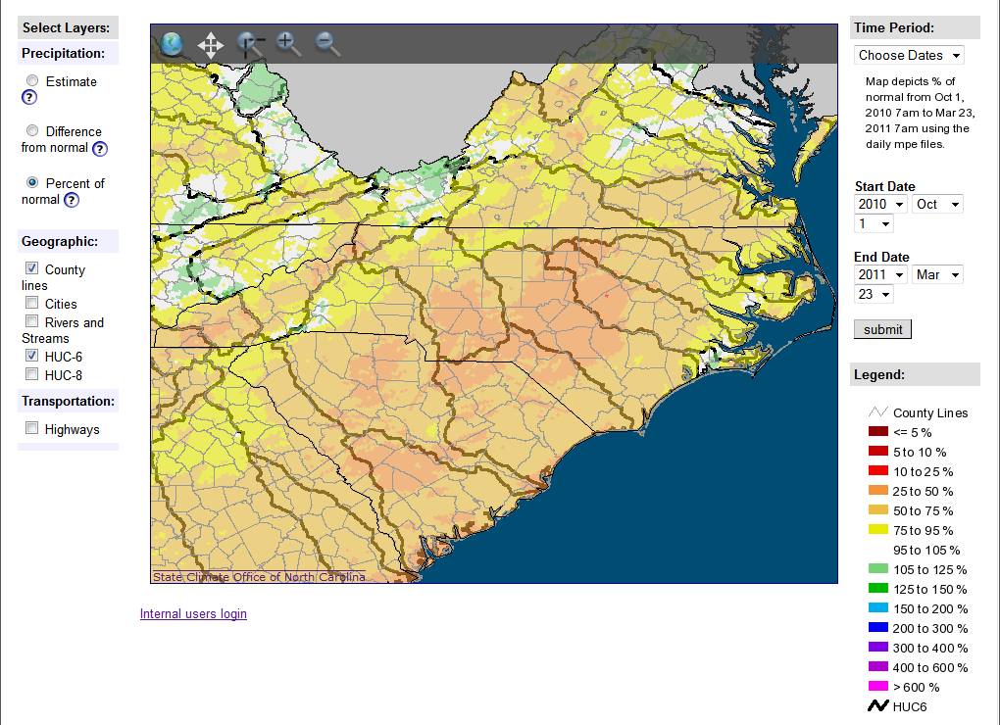 Select Layers:
Precipitation:
Estimate
?
Difference
from normal ?
Percent of
normal ?
Geographic:
County
lines
Cities
Rivers and
Streams
HUC-6
HUC-8
Transportation:
Highways
State Climate Office of North Carolina
Internal users login
Time Period:
Choose Dates
Map depicts % of
normal from Oct 1,
2010 7am to Mar 23,
2011 7am using the
daily mpe files.
Start Date
2010 Oct
1
End Date
2011 Mar
23
submit
Legend:
County Lines
<= 5 %
5 to 10 %
10 to 25 %
25 to 50 %
50 to 75 %
75 to 95 %
95 to 105 %
105 to 125 %
125 to 150 %
150 to 200 %
200 to 300 %
300 to 400 %
400 to 600 %
> 600 %
HUC6